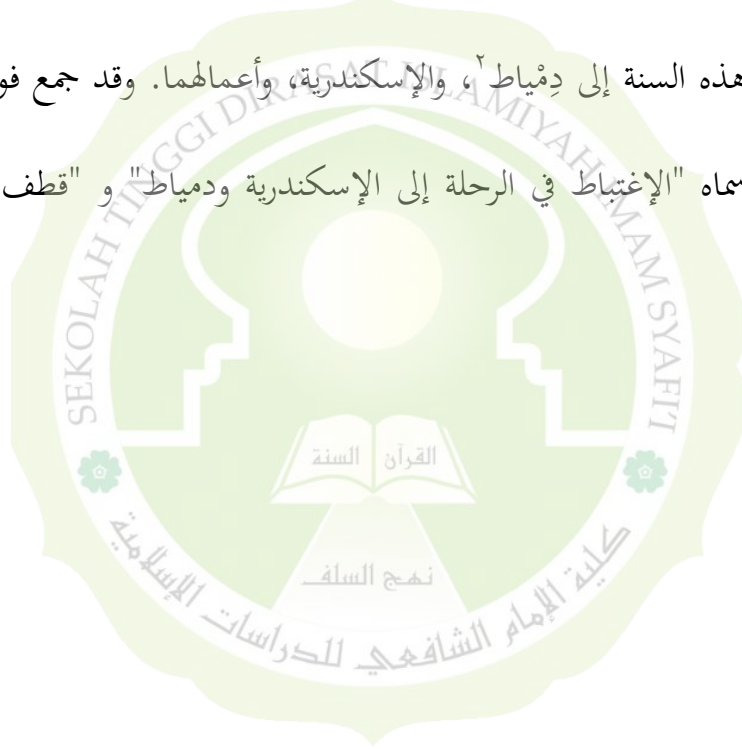 هذه السنة إلى دِمْياط٢، والإسكندرية، وأعمالهما. وقد جمع
سماه "الإغتباط في الرحلة إلى الإسكندرية ودمياط" و "قطف
SEKOLAH TINGGI DIRASAT ISLAMIYAH IMAM SYAFI'I
القرآن السنة
نهج السلف
كلية الإمام الشافعي للدراسات الإسلامية